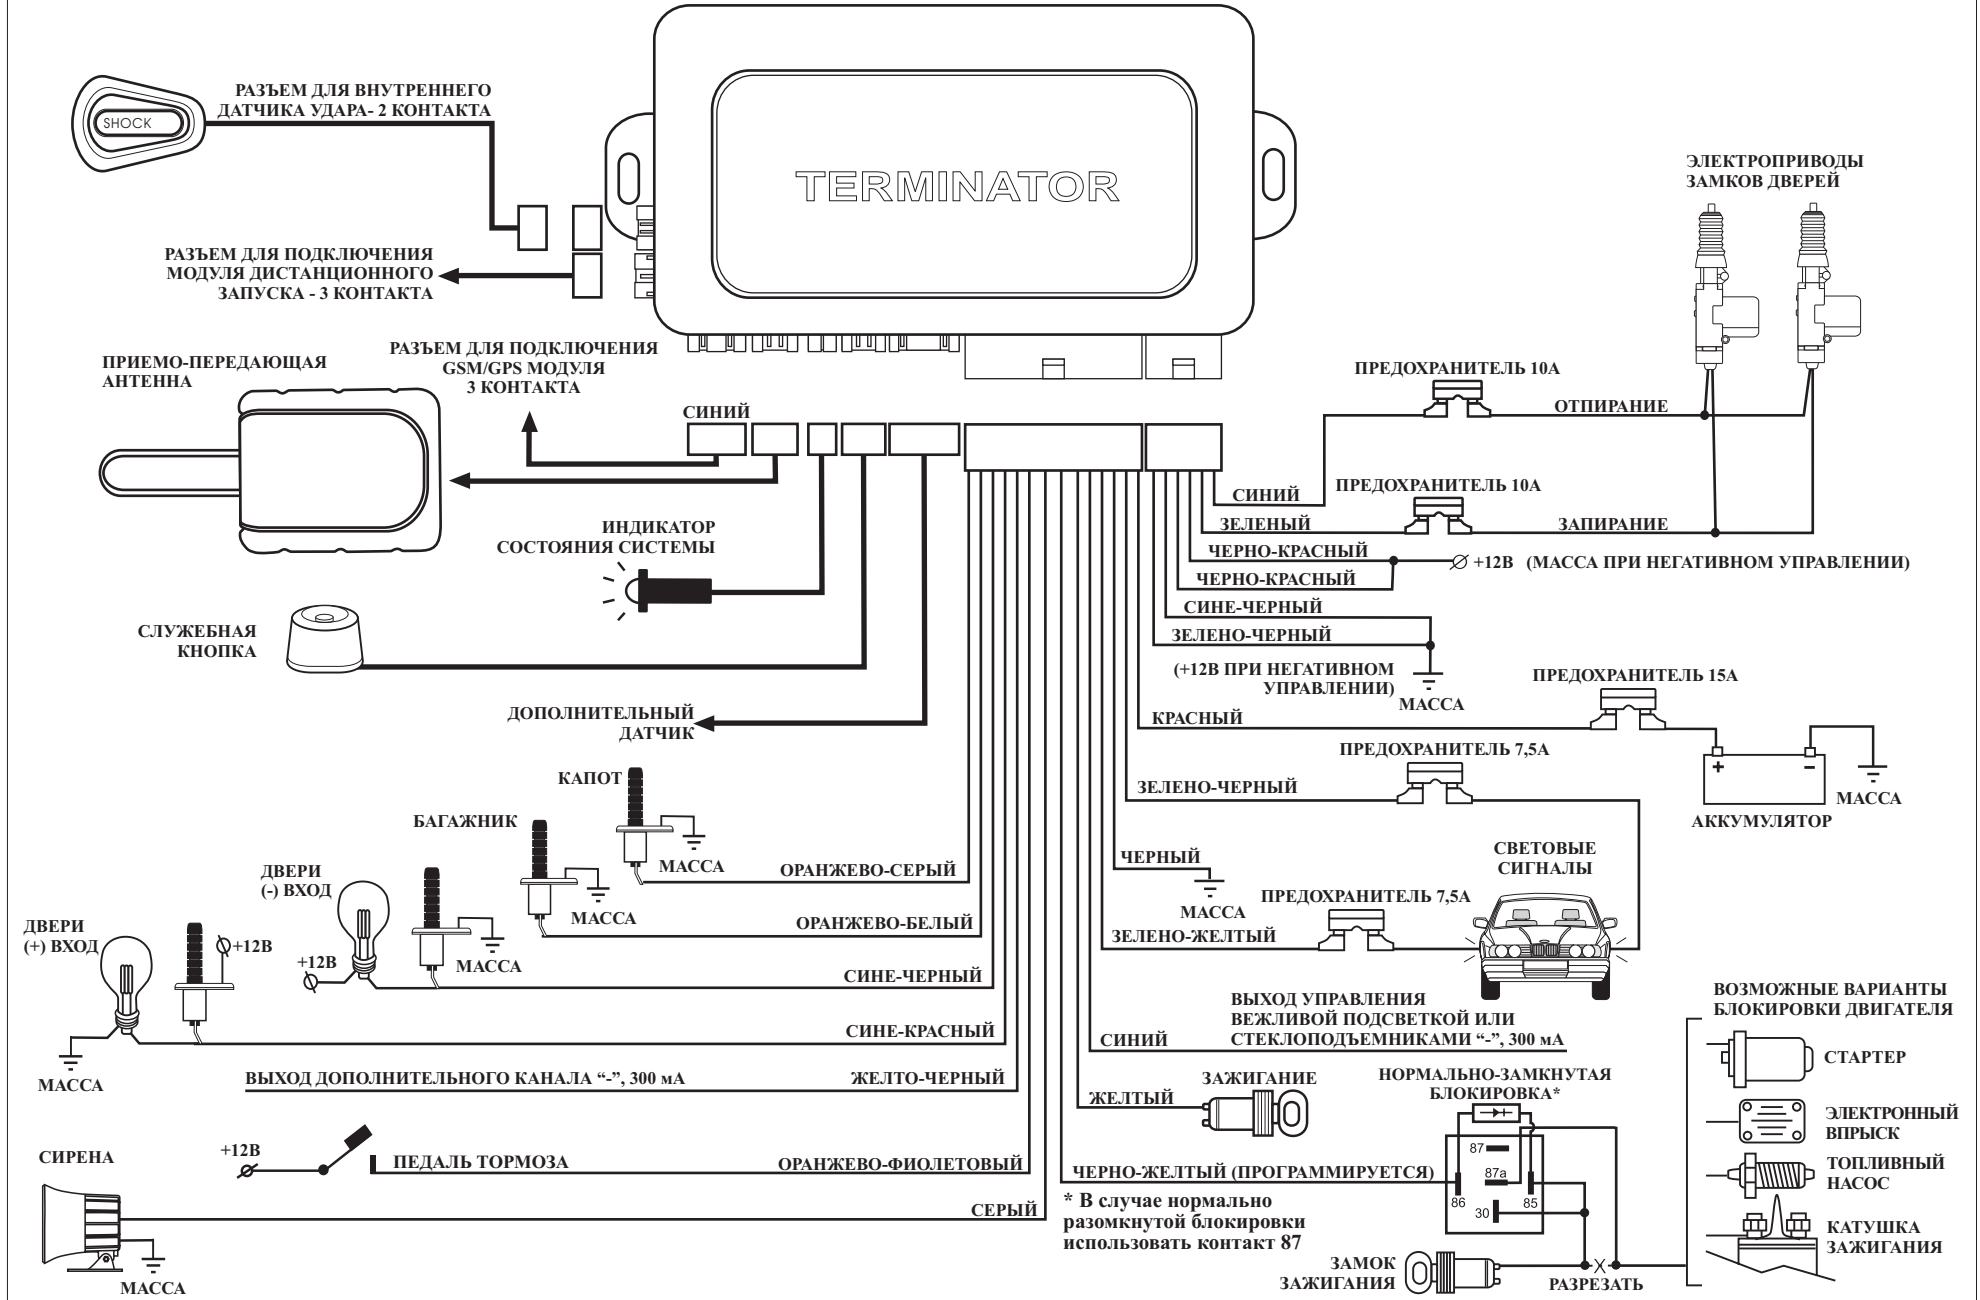 TERMINATOR
SHOCK
РАЗЪЕМ ДЛЯ ВНУТРЕННЕГО
ДАТЧИКА УДАРА- 2 КОНТАКТА
РАЗЪЕМ ДЛЯ ПОДКЛЮЧЕНИЯ
МОДУЛЯ ДИСТАНЦИОННОГО
ЗАПУСКА - 3 КОНТАКТА
ПРИЕМО-ПЕРЕДАЮЩАЯ
АНТЕННА
РАЗЪЕМ ДЛЯ ПОДКЛЮЧЕНИЯ
GSM/GPS МОДУЛЯ
3 КОНТАКТА
СИНИЙ
ИНДИКАТОР
СОСТОЯНИЯ СИСТЕМЫ
СЛУЖЕБНАЯ
КНОПКА
ДОПОЛНИТЕЛЬНЫЙ
ДАТЧИК
КАПОТ
МАССА
ОРАНЖЕВО-СЕРЫЙ
БАГАЖНИК
МАССА
ОРАНЖЕВО-БЕЛЫЙ
ДВЕРИ
(-) ВХОД
+12В
МАССА
СИНЕ-ЧЕРНЫЙ
ДВЕРИ
(+) ВХОД
+12В
МАССА
СИНЕ-КРАСНЫЙ
ВЫХОД ДОПОЛНИТЕЛЬНОГО КАНАЛА “-”, 300 мА
ЖЕЛТО-ЧЕРНЫЙ
+12В
ПЕДАЛЬ ТОРМОЗА
ОРАНЖЕВО-ФИОЛЕТОВЫЙ
СИРЕНА
СЕРЫЙ
МАССА
ЭЛЕКТРОПРИВОДЫ
ЗАМКОВ ДВЕРЕЙ
ПРЕДОХРАНИТЕЛЬ 10А
ОТПИРАНИЕ
СИНИЙ
ПРЕДОХРАНИТЕЛЬ 10А
ЗЕЛЕНЫЙ
ЗАПИРАНИЕ
ЧЕРНО-КРАСНЫЙ
+12В (МАССА ПРИ НЕГАТИВНОМ УПРАВЛЕНИИ)
ЧЕРНО-КРАСНЫЙ
СИНЕ-ЧЕРНЫЙ
ЗЕЛЕНО-ЧЕРНЫЙ
(+12В ПРИ НЕГАТИВНОМ
УПРАВЛЕНИИ)
МАССА
КРАСНЫЙ
ПРЕДОХРАНИТЕЛЬ 15А
+
–
МАССА
АККУМУЛЯТОР
ПРЕДОХРАНИТЕЛЬ 7,5А
ЗЕЛЕНО-ЧЕРНЫЙ
ЧЕРНЫЙ
МАССА
СВЕТОВЫЕ
СИГНАЛЫ
ПРЕДОХРАНИТЕЛЬ 7,5А
ЗЕЛЕНО-ЖЕЛТЫЙ
ВЫХОД УПРАВЛЕНИЯ
ВЕЖЛИВОЙ ПОДСВЕТКОЙ ИЛИ
СТЕКЛОПОДЪЕМНИКАМИ “-”, 300 мА
СИНИЙ
ЖЕЛТЫЙ
ЗАЖИГАНИЕ
НОРМАЛЬНО-ЗАМКНУТАЯ
БЛОКИРОВКА*
ЧЕРНО-ЖЕЛТЫЙ (ПРОГРАММИРУЕТСЯ)
87
87а
86
85
30
* В случае нормально
разомкнутой блокировки
использовать контакт 87
ЗАМОК
ЗАЖИГАНИЯ
X
РАЗРЕЗАТЬ
ВОЗМОЖНЫЕ ВАРИАНТЫ
БЛОКИРОВКИ ДВИГАТЕЛЯ
СТАРТЕР
ЭЛЕКТРОННЫЙ
ВПРЫСК
ТОПЛИВНЫЙ
НАСОС
КАТУШКА
ЗАЖИГАНИЯ